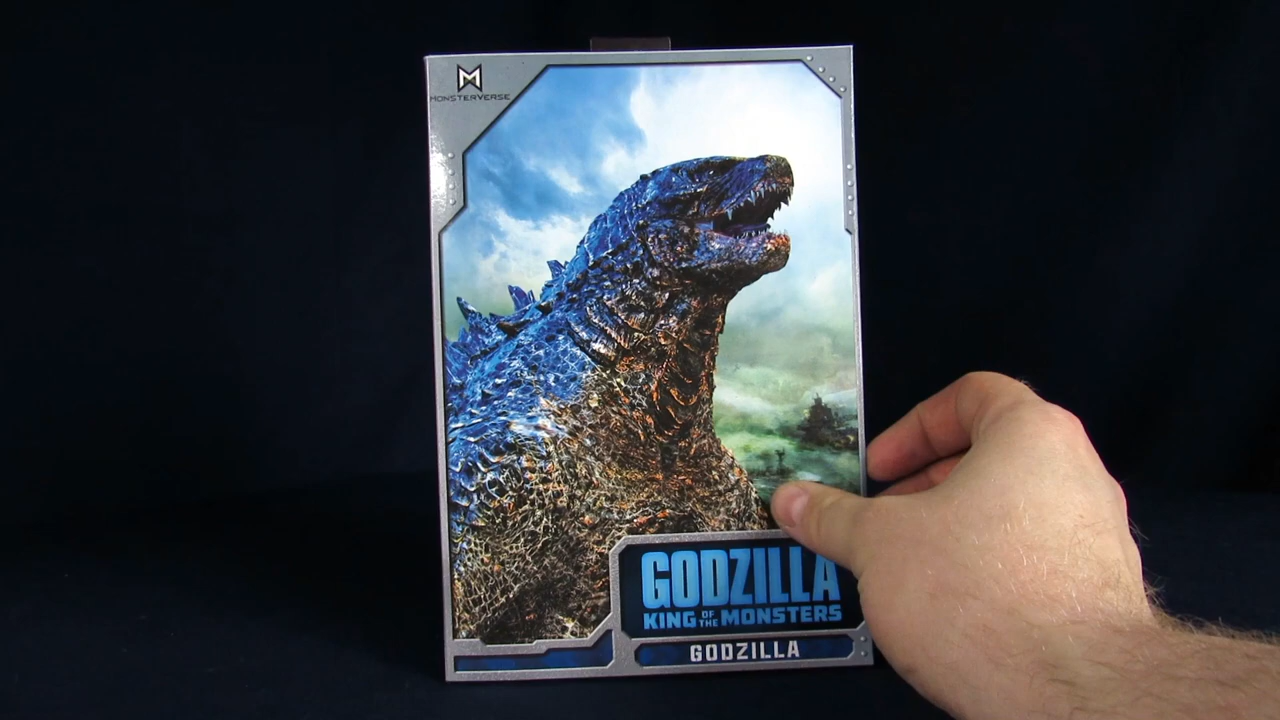 M
MONSTERVERSE
GODZILLA
KING OF THE MONSTERS
GODZILLA